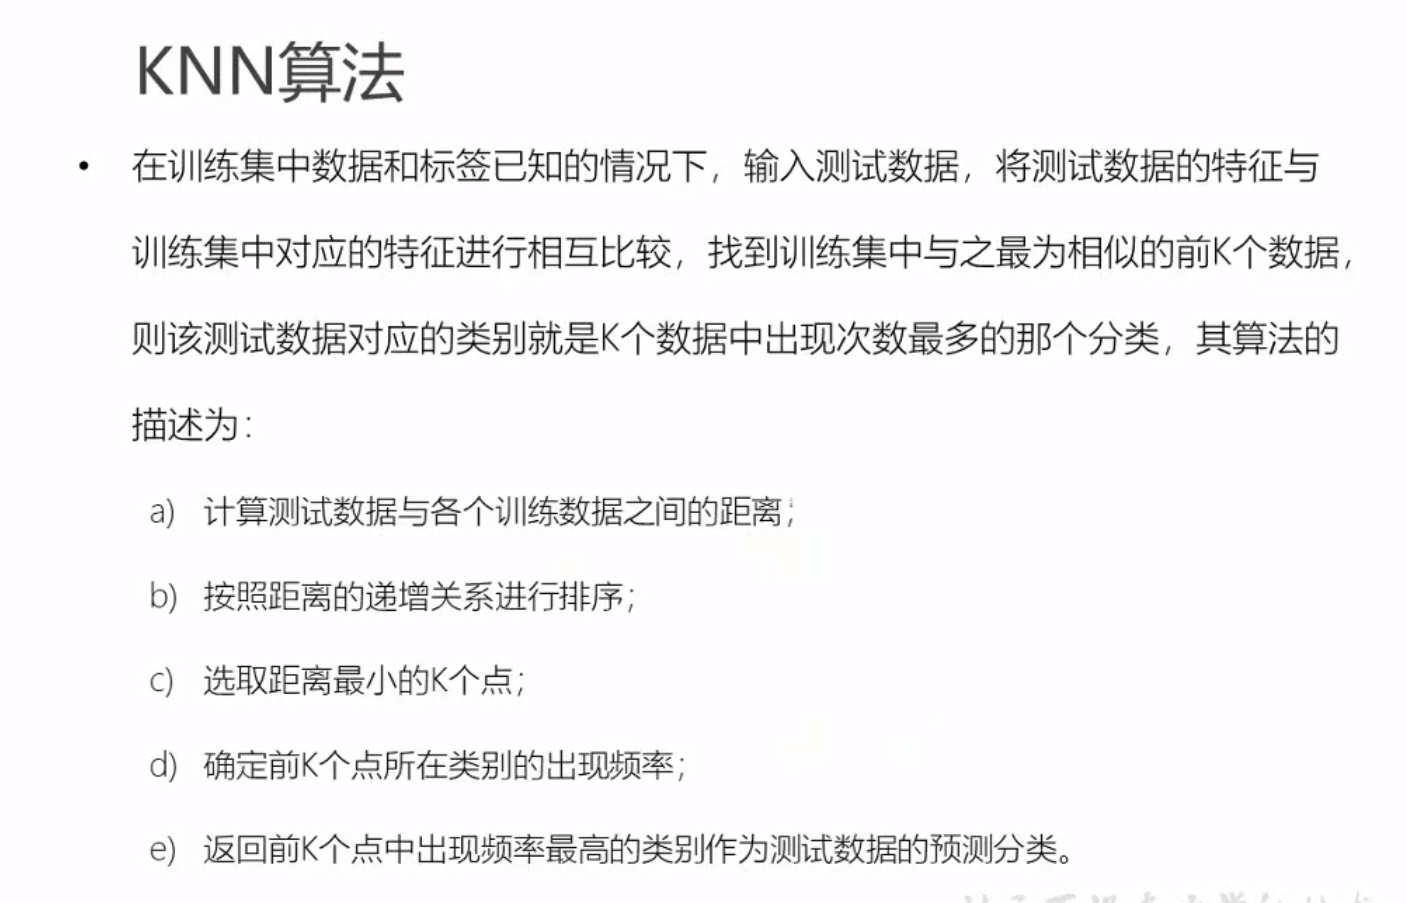 KNN算法
• 在训练集中数据和标签已知的情况下，输入测试数据，将测试数据的特征与
训练集中对应的特征进行相互比较，找到训练集中与之最为相似的前K个数据，
则该测试数据对应的类别就是K个数据中出现次数最多的那个分类，其算法的
描述为：
a) 计算测试数据与各个训练数据之间的距离；
b) 按照距离的递增关系进行排序；
c) 选取距离最小的K个点；
d) 确定前K个点所在类别的出现频率；
e) 返回前K个点中出现频率最高的类别作为测试数据的预测分类。